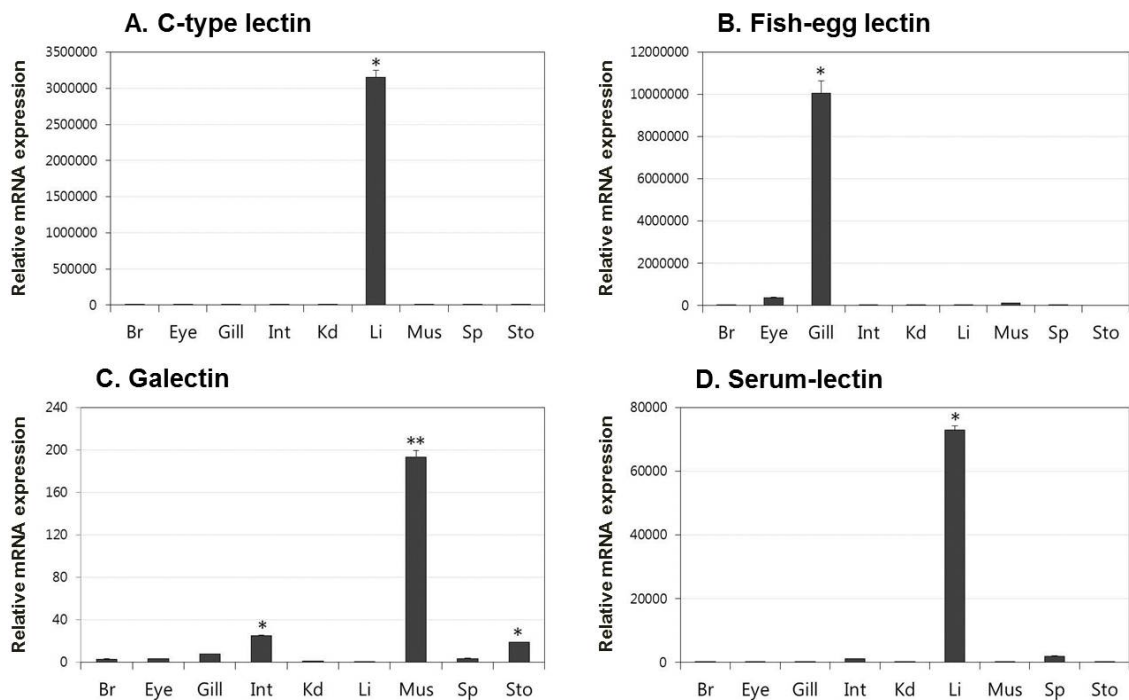 A. C-type lectin
Relative mRNA expression
3500000
3000000
2500000
2000000
1500000
1000000
500000
0
*
Br Eye Gill Int Kd Li Mus Sp Sto
B. Fish-egg lectin
Relative mRNA expression
12000000
10000000
8000000
6000000
4000000
2000000
0
*
Br Eye Gill Int Kd Li Mus Sp Sto
C. Galectin
Relative mRNA expression
240
200
160
120
80
40
0
*
**
*
Br Eye Gill Int Kd Li Mus Sp Sto
D. Serum-lectin
Relative mRNA expression
80000
60000
40000
20000
0
*
Br Eye Gill Int Kd Li Mus Sp Sto